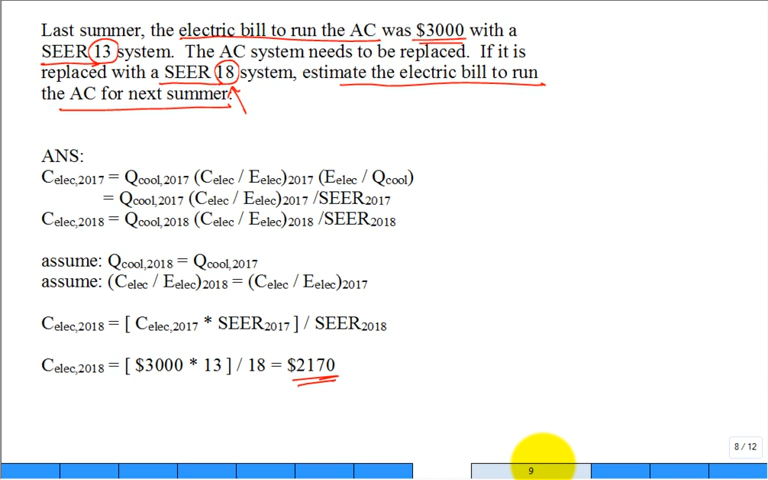 Last summer, the electric bill to run the AC was $3000 with a
SEER 13 system. The AC system needs to be replaced. If it is
replaced with a SEER 18 system, estimate the electric bill to run
the AC for next summer.
ANS:
Celec,2017 = Qcool,2017 (Celec / Eelec)2017 (Eelec / Qcool)
= Qcool,2017 (Celec / Eelec)2017 /SEER2017
Celec,2018 = Qcool,2018 (Celec / Eelec)2018 /SEER2018
assume: Qcool,2018 = Qcool,2017
assume: (Celec / Eelec)2018 = (Celec / Eelec)2017
Celec,2018 = [ Celec,2017 * SEER2017 ] / SEER2018
Celec,2018 = [ $3000 * 13 ] / 18 = $2170
8 / 12
9